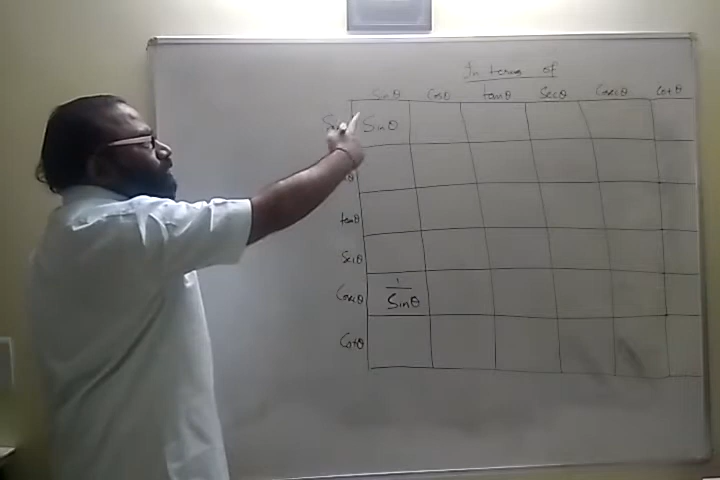 In terms of
Sinθ Cosθ tanθ Secθ Cosecθ Cotθ
Sinθ
θ
tanθ
Secθ
Cosecθ 1
Sinθ
Cotθ